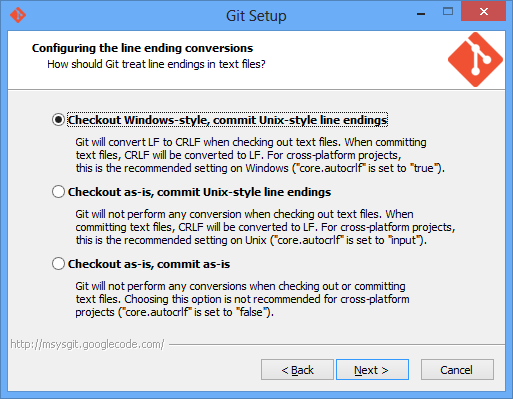 Git Setup
Configuring the line ending conversions
How should Git treat line endings in text files?
Checkout Windows-style, commit Unix-style line endings
Git will convert LF to CRLF when checking out text files. When committing
text files, CRLF will be converted to LF. For cross-platform projects,
this is the recommended setting on Windows ("core.autocrlf" is set to "true").
Checkout as-is, commit Unix-style line endings
Git will not perform any conversion when checking out text files. When
committing text files, CRLF will be converted to LF. For cross-platform projects,
this is the recommended setting on Unix ("core.autocrlf" is set to "input").
Checkout as-is, commit as-is
Git will not perform any conversions when checking out or committing
text files. Choosing this option is not recommended for cross-platform
projects ("core.autocrlf" is set to "false").
http://msysgit.googlecode.com/
< Back
Next >
Cancel